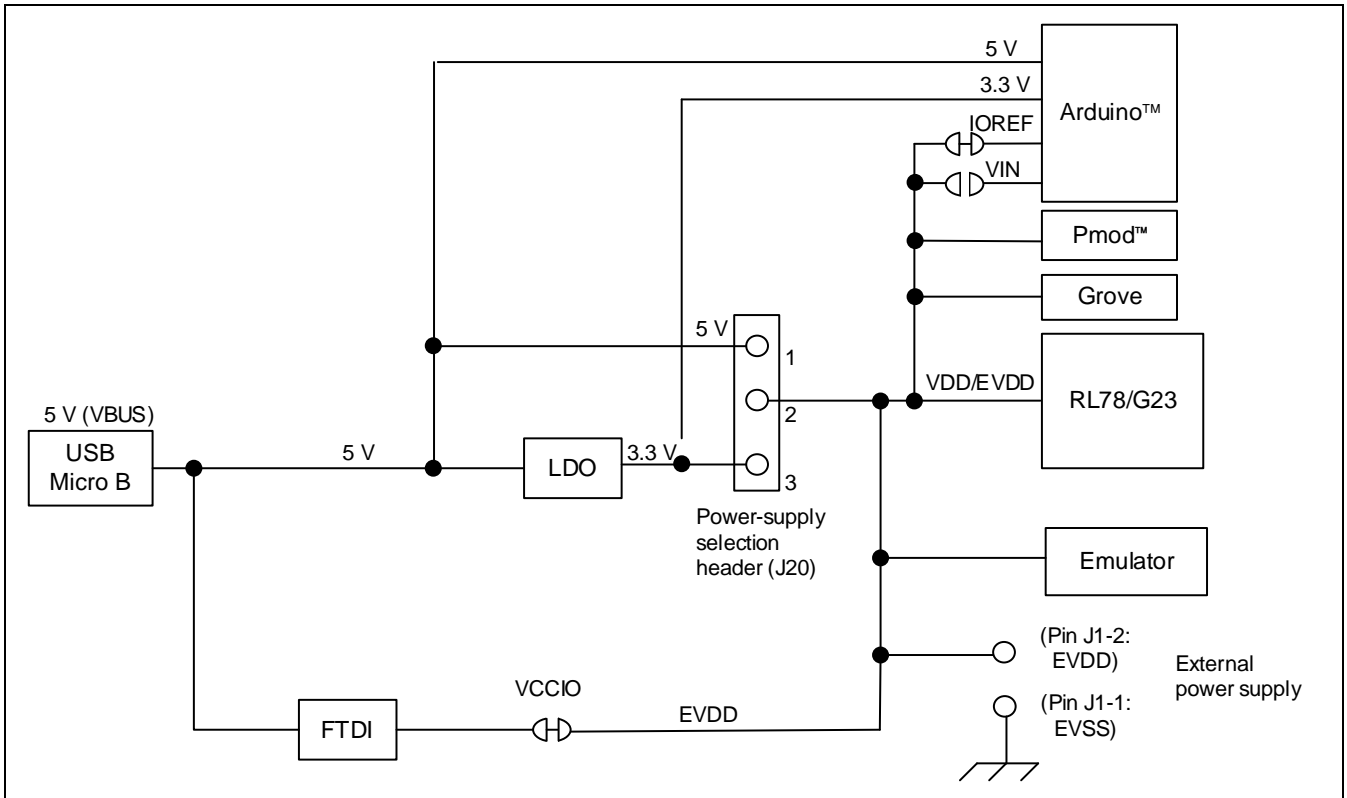 5 V
3.3 V
IOREF
VIN
Arduino™
Pmod™
Grove
5 V
1
2
3
VDD/EVDD
RL78/G23
5 V (VBUS)
USB
Micro B
5 V
LDO
3.3 V
Power-supply
selection
header (J20)
Emulator
(Pin J1-2:
EVDD)
External
power supply
(Pin J1-1:
EVSS)
FTDI
VCCIO
EVDD